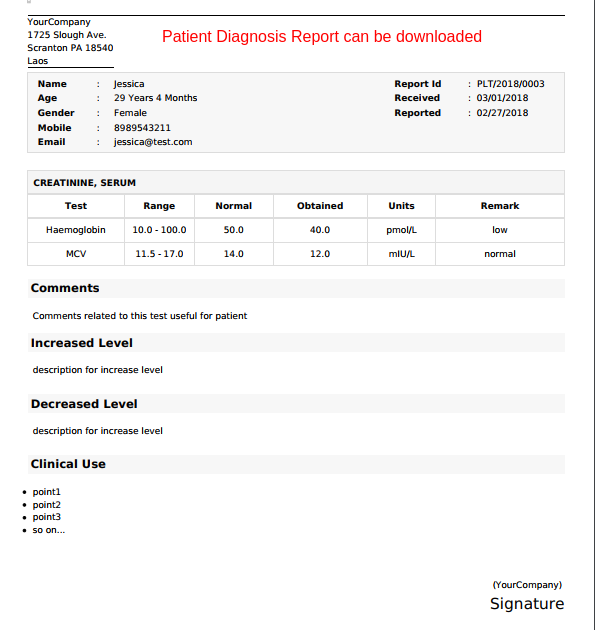 YourCompany
1725 Slough Ave.
Scranton PA 18540
Laos
Patient Diagnosis Report can be downloaded
Name : Jessica Report Id : PLT/2018/0003
Age : 29 Years 4 Months Received : 03/01/2018
Gender : Female Reported : 02/27/2018
Mobile : 8989543211
Email : jessica@test.com
CREATININE, SERUM
Test Range Normal Obtained Units Remark
Haemoglobin 10.0 - 100.0 50.0 40.0 pmol/L low
MCV 11.5 - 17.0 14.0 12.0 mIU/L normal
Comments
Comments related to this test useful for patient
Increased Level
description for increase level
Decreased Level
description for increase level
Clinical Use
• point1
• point2
• point3
• so on...
(YourCompany)
Signature